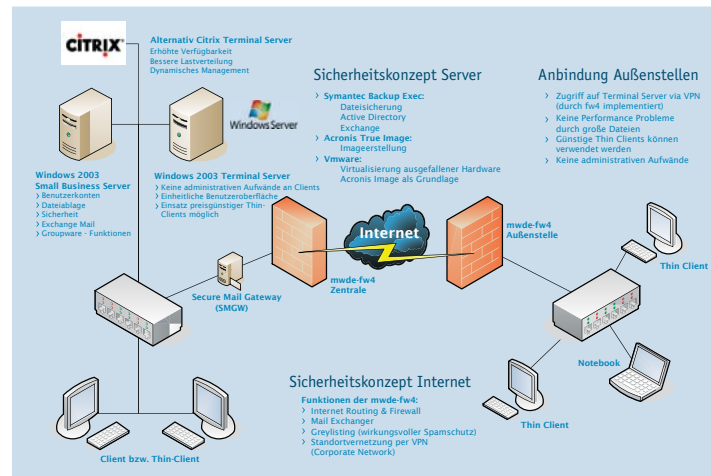 CİTRIX
Alternativ Citrix Terminal Server
Erhöhte Verfügbarkeit
Bessere Lastverteilung
Dynamisches Management
Windows Server
Windows 2003
Small Business Server
› Benutzerkonten
› Dateiablage
› Sicherheit
› Exchange Mail
› Groupware - Funktionen
Windows 2003 Terminal Server
› Keine administrativen Aufwände an Clients
› Einheitliche Benutzeroberfläche
› Einsatz preisgünstiger Thin-
Clients möglich
Sicherheitskonzept Server
› Symantec Backup Exec:
Dateisicherung
Active Directory
Exchange
› Acronis True Image:
Imageerstellung
› Vmware:
Virtualisierung ausgefallener Hardware
Acronis Image als Grundlage
Anbindung Außenstellen
› Zugriff auf Terminal Server via VPN
(durch fw4 implementiert)
› Keine Performance Probleme
durch große Dateien
› Günstige Thin Clients können
verwendet werden
› Keine administrativen Aufwände
Internet
mwde-fw4
Zentrale
mwde-fw4
Außenstelle
Secure Mail Gateway
(SMGW)
Thin Client
Notebook
Thin Client
Client bzw. Thin-Client
Sicherheitskonzept Internet
Funktionen der mwde-fw4:
› Internet Routing & Firewall
› Mail Exchanger
› Greylisting (wirkungsvoller Spamschutz)
› Standortvernetzung per VPN
(Corporate Network)